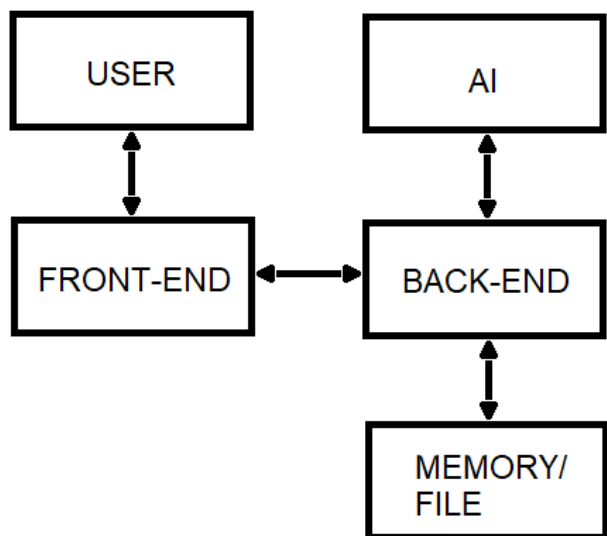 USER
AI
FRONT-END
BACK-END
MEMORY/
FILE